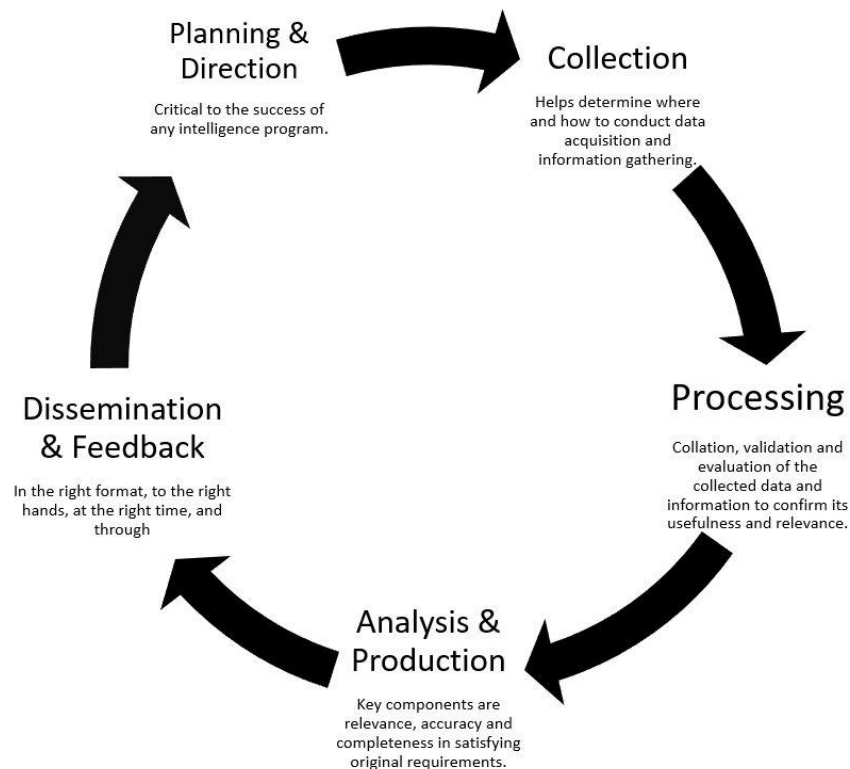 Planning &
Direction
Critical to the success of
any intelligence program.
Collection
Helps determine where
and how to conduct data
acquisition and
information gathering.
Processing
Collation, validation and
evaluation of the
collected data and
information to confirm its
usefulness and relevance.
Analysis &
Production
Key components are
relevance, accuracy and
completeness in satisfying
original requirements.
Dissemination
& Feedback
In the right format, to the right
hands, at the right time, and
through